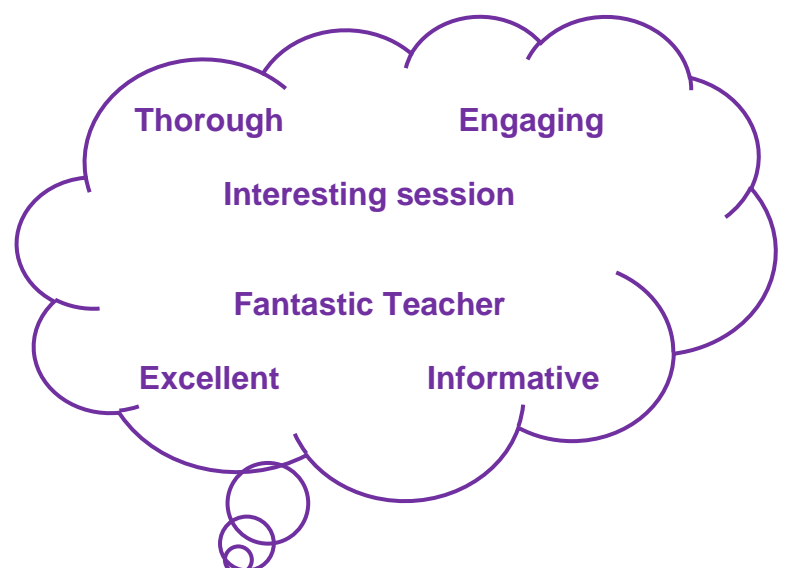 Thorough Engaging
Interesting session
Fantastic Teacher
Excellent Informative